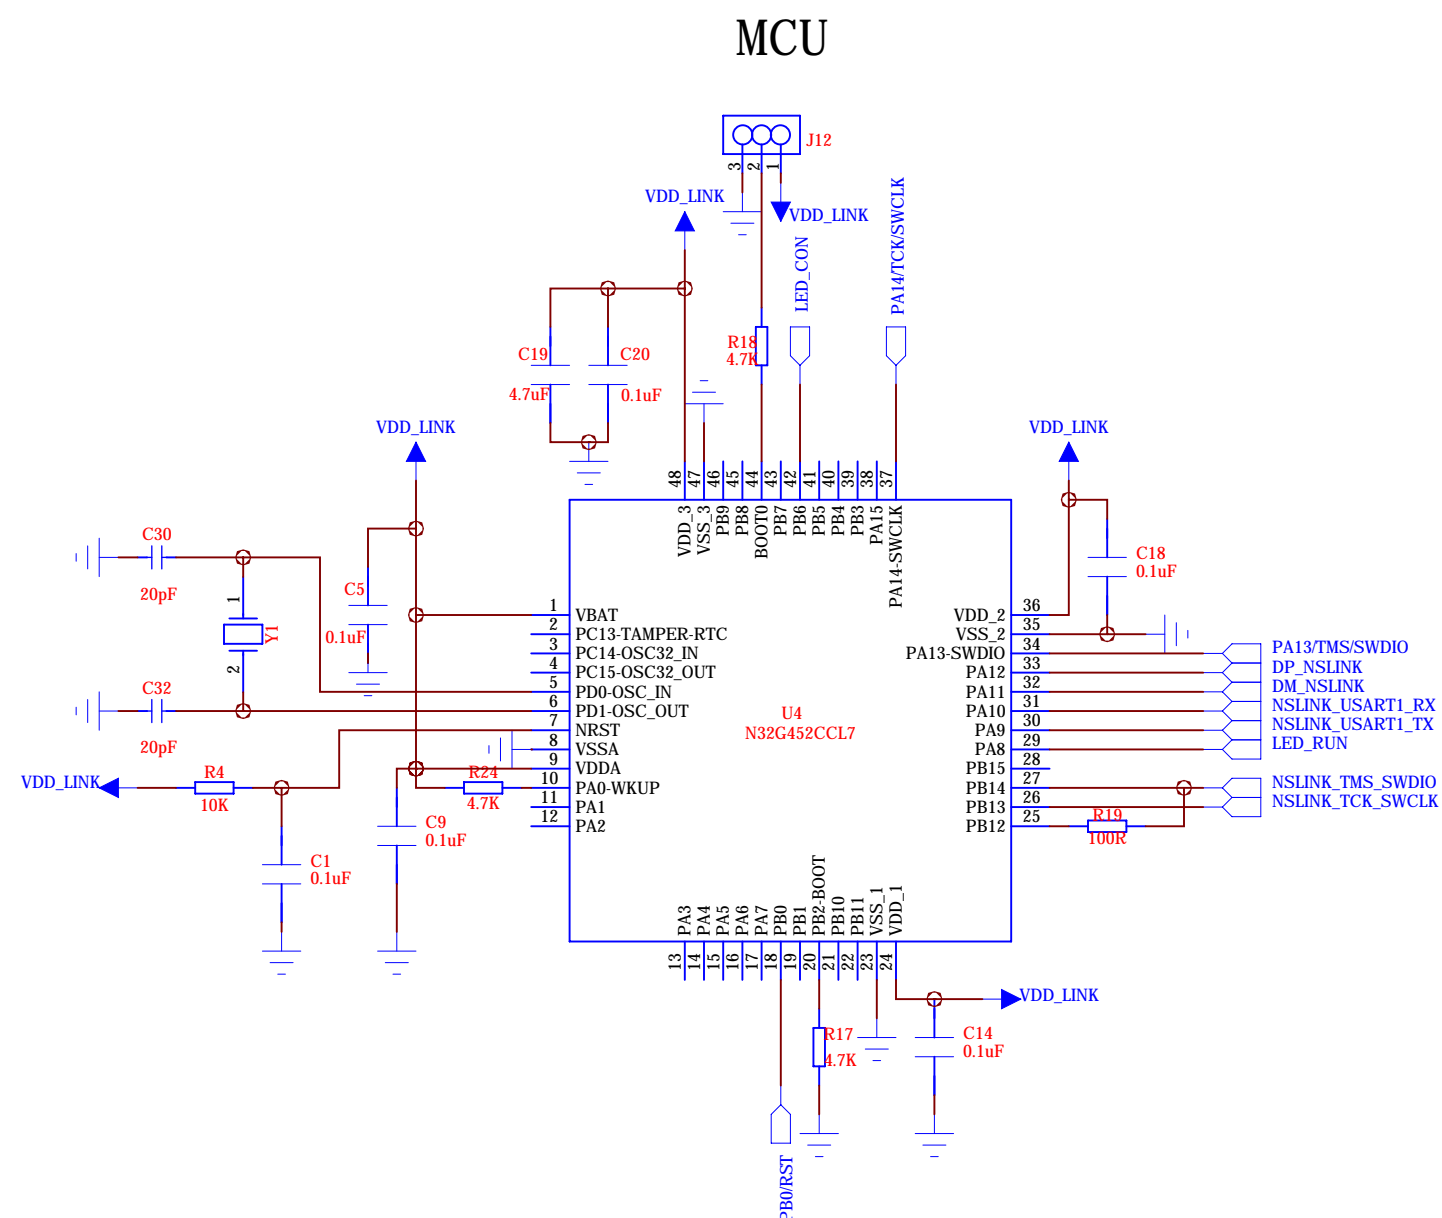 MCU
J12
3
2
1
VDD_LINK
VDD_LINK
LED_CON
PA14/TCK/SWCLK
R18
4.7K
C19
4.7uF
C20
0.1uF
VDD_LINK
VDD_LINK
48
47
46
45
44
43
42
41
40
39
38
37
VDD_3
VSS_3
PB9
PB8
BOOT0
PB7
PB6
PB5
PB4
PB3
PA15
PA14-SWCLK
C30
20pF
C5
0.1uF
C18
0.1uF
1
Y1
2
C32
20pF
1 VBAT
2 PC13-TAMPER-RTC
3 PC14-OSC32_IN
4 PC15-OSC32_OUT
5 PD0-OSC_IN
6 PD1-OSC_OUT
7 NRST
8 VSSA
9 VDDA
10 PA0-WKUP
11 PA1
12 PA2
U4
N32G452CCL7
VDD_2 36
VSS_2 35
PA13-SWDIO 34 PA13/TMS/SWDIO
PA12 33 DP_NSLINK
PA11 32 DM_NSLINK
PA10 31 NSLINK_USART1_RX
PA9 30 NSLINK_USART1_TX
PA8 29 LED_RUN
PB15 28
PB14 27 NSLINK_TMS_SWDIO
PB13 26 NSLINK_TCK_SWCLK
PB12 25
R19
100R
VDD_LINK
R4
10K
R24
4.7K
C9
0.1uF
C1
0.1uF
PA3
PA4
PA5
PA6
PA7
PB0
PB1
PB2-BOOT
PB10
PB11
VSS_1
VDD_1
13
14
15
16
17
18
19
20
21
22
23
24
VDD_LINK
R17
4.7K
C14
0.1uF
PB0/RST